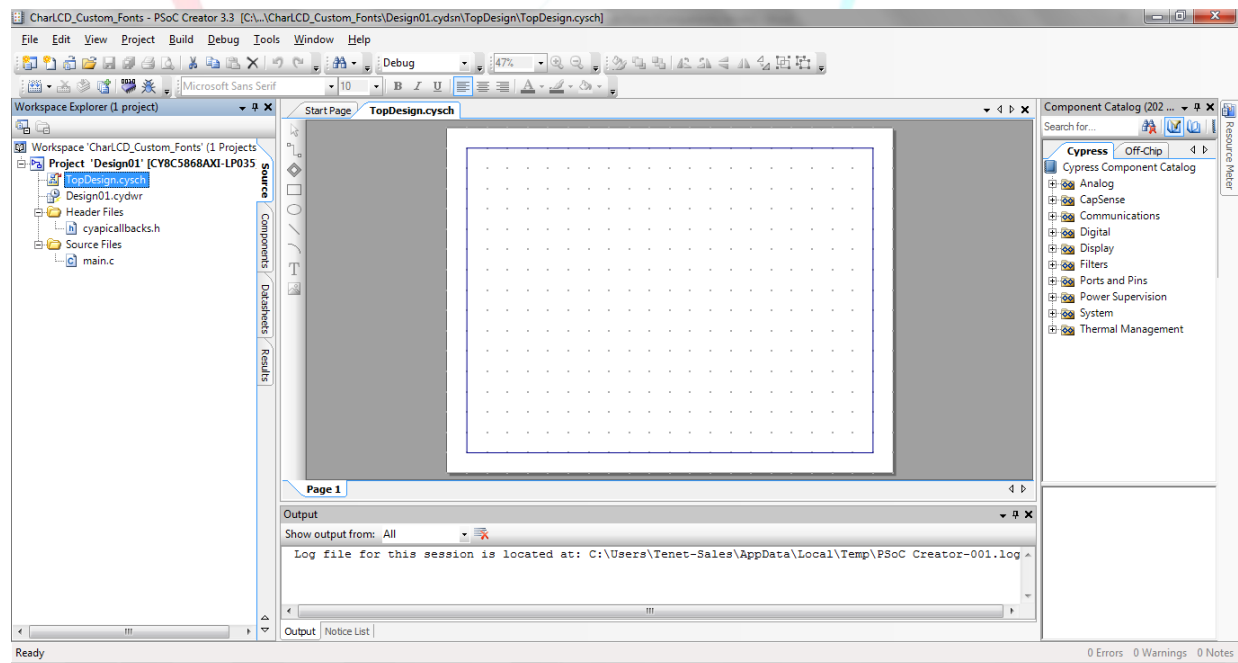 CharLCD_Custom_Fonts - PSoC Creator 3.3 [C:\...\CharLCD_Custom_Fonts\Design01.cydsn\TopDesign\TopDesign.cysch]
File Edit View Project Build Debug Tools Window Help
Debug 47%
Microsoft Sans Serif 10 B I U
Workspace Explorer (1 project)
Workspace 'CharLCD_Custom_Fonts' (1 Projects
Project 'Design01' [CY8C5868AXI-LP035
TopDesign.cysch
Design01.cydwr
Header Files
cyapicallbacks.h
Source Files
main.c
Source
Components
Datasheets
Results
Start Page TopDesign.cysch
T
Page 1
Output
Show output from: All
Log file for this session is located at: C:\Users\Tenet-Sales\AppData\Local\Temp\PSoC Creator-001.log
Output Notice List
Component Catalog (202 ...
Search for...
Cypress Off-Chip
Cypress Component Catalog
Analog
CapSense
Communications
Digital
Display
Filters
Ports and Pins
Power Supervision
System
Thermal Management
Resource Meter
Ready 0 Errors 0 Warnings 0 Notes